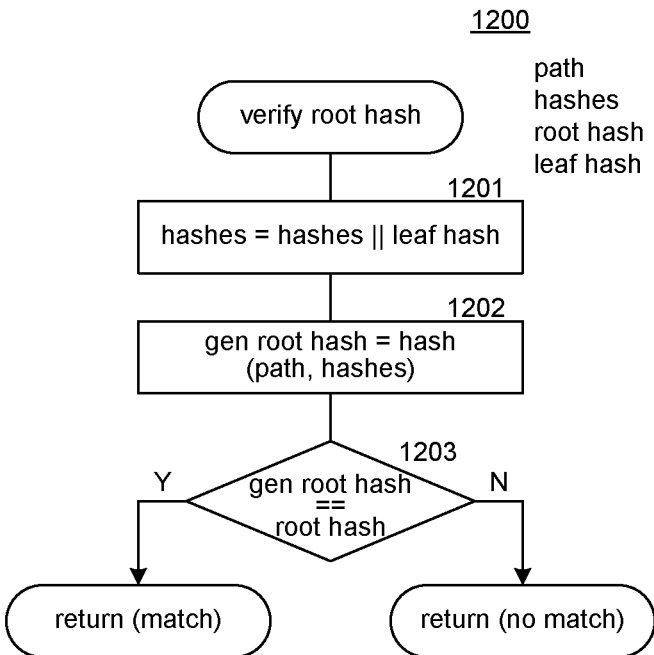 1200
path
hashes
root hash
leaf hash
verify root hash
1201
hashes = hashes || leaf hash
1202
gen root hash = hash
(path, hashes)
1203
Y
N
gen root hash
==
root hash
return (match)
return (no match)